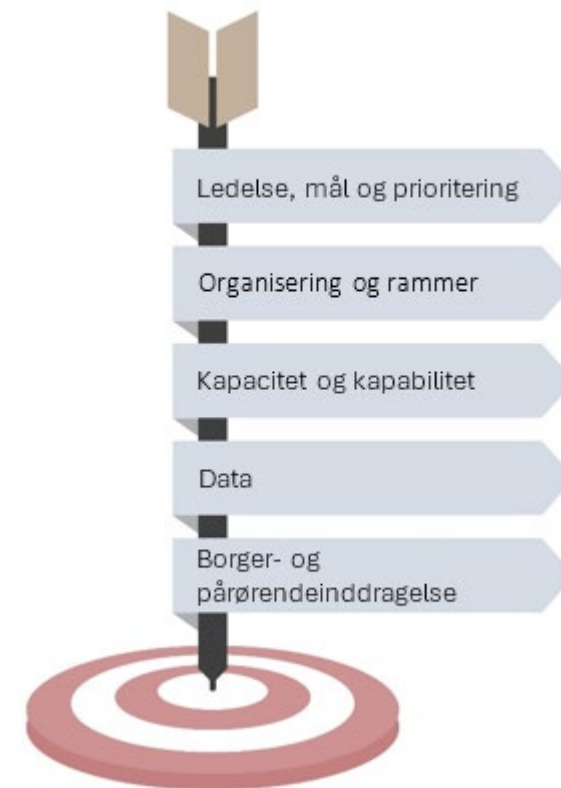 Ledelse, mål og prioritering
Organisering og rammer
Kapacitet og kapabilitet
Data
Borger- og
pårørendeinddragelse